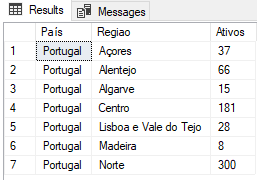 Results Messages
País Regiao Ativos
1 Portugal Açores 37
2 Portugal Alentejo 66
3 Portugal Algarve 15
4 Portugal Centro 181
5 Portugal Lisboa e Vale do Tejo 28
6 Portugal Madeira 8
7 Portugal Norte 300